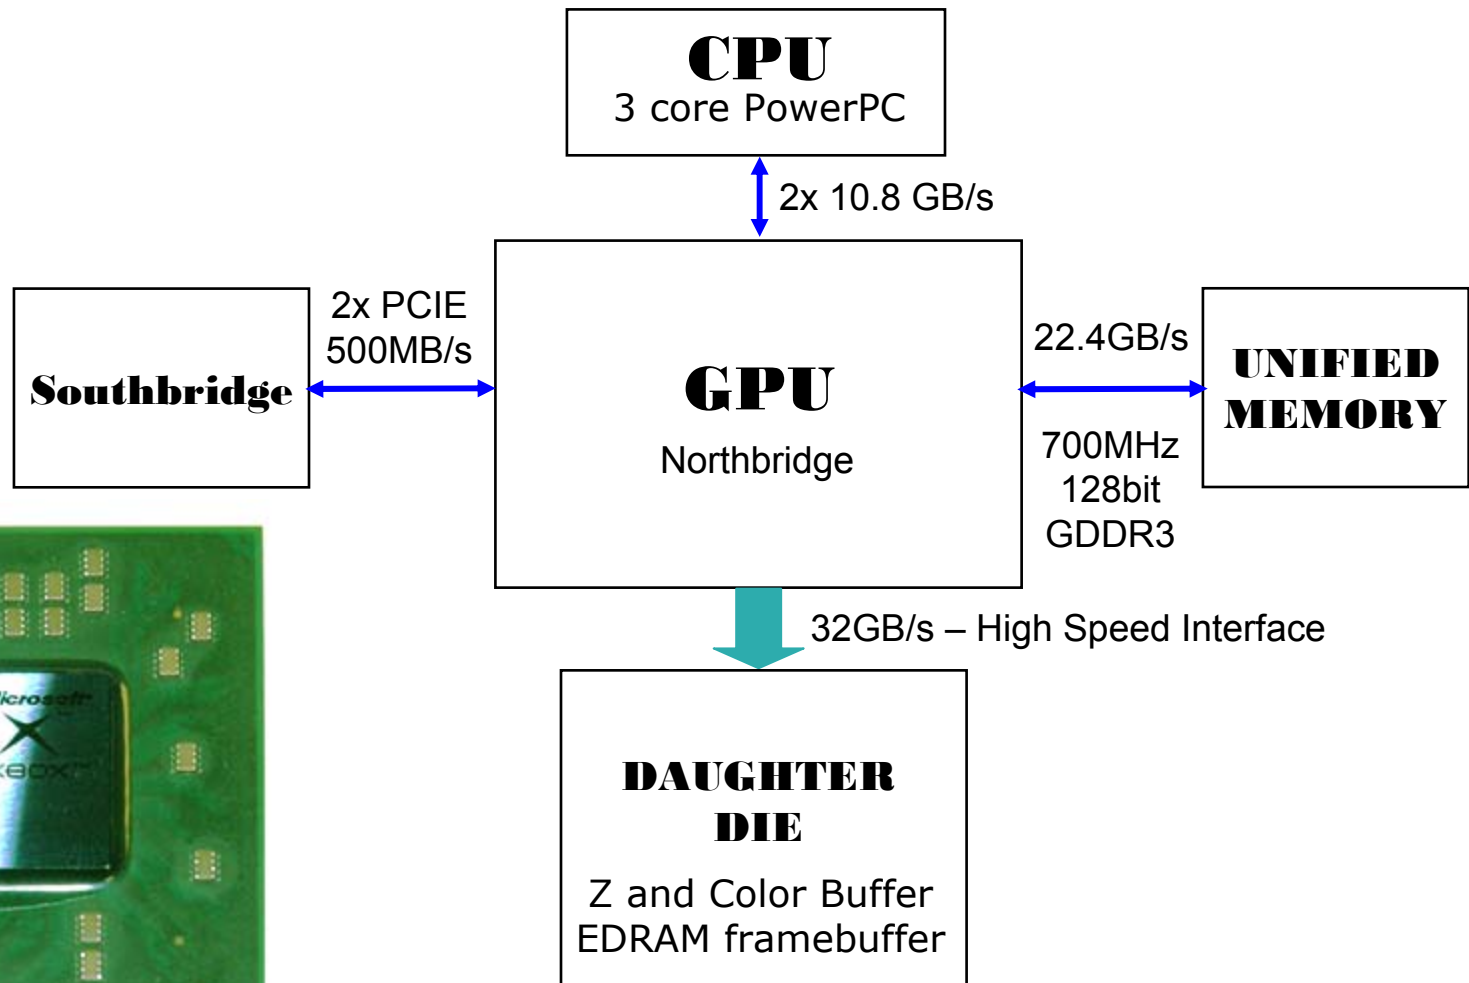 CPU
3 core PowerPC
2x 10.8 GB/s
2x PCIE
500MB/s
Southbridge
GPU
Northbridge
22.4GB/s
700MHz
128bit
GDDR3
UNIFIED
MEMORY
32GB/s – High Speed Interface
DAUGHTER
DIE
Z and Color Buffer
EDRAM framebuffer